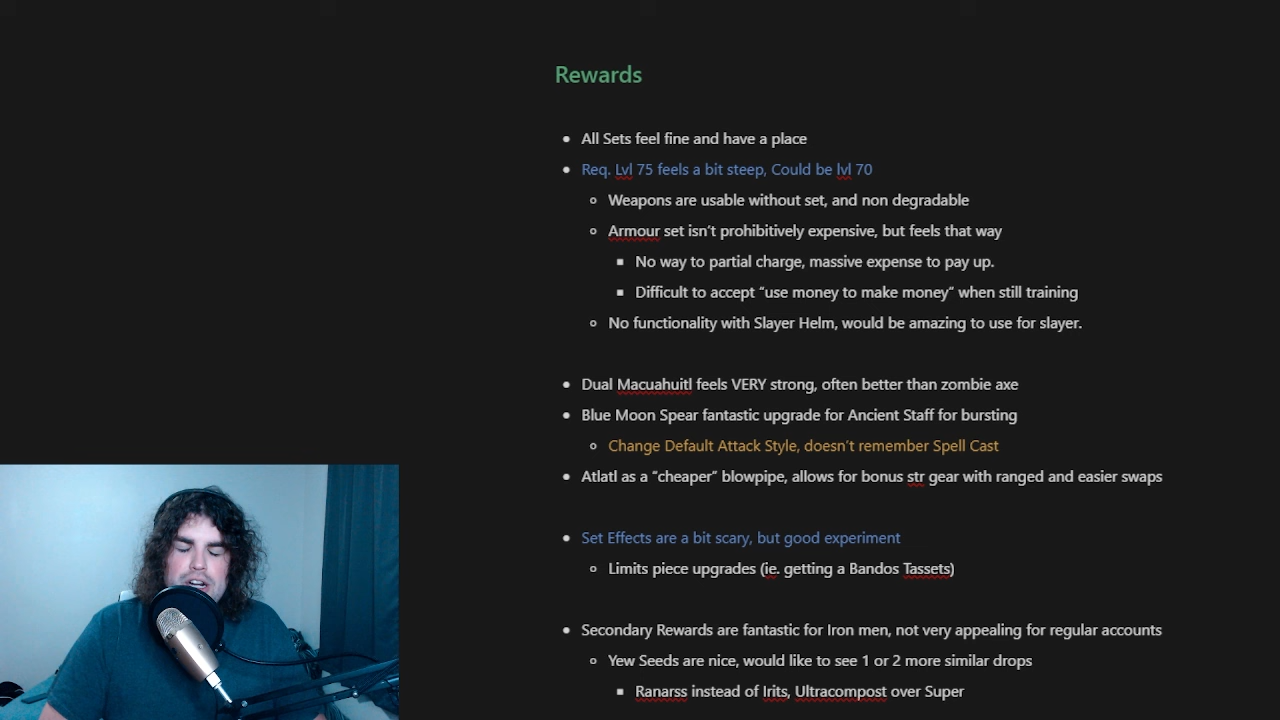 Rewards
• All Sets feel fine and have a place
• Req. Lvl 75 feels a bit steep, Could be lvl 70
○ Weapons are usable without set, and non degradable
○ Armour set isn't prohibitively expensive, but feels that way
▪ No way to partial charge, massive expense to pay up.
▪ Difficult to accept “use money to make money” when still training
○ No functionality with Slayer Helm, would be amazing to use for slayer.
• Dual Macuahuitl feels VERY strong, often better than zombie axe
• Blue Moon Spear fantastic upgrade for Ancient Staff for bursting
○ Change Default Attack Style, doesn't remember Spell Cast
• Atlatl as a “cheaper” blowpipe, allows for bonus str gear with ranged and easier swaps
• Set Effects are a bit scary, but good experiment
○ Limits piece upgrades (ie. getting a Bandos Tassets)
• Secondary Rewards are fantastic for Iron men, not very appealing for regular accounts
○ Yew Seeds are nice, would like to see 1 or 2 more similar drops
▪ Ranarss instead of Irits, Ultracompost over Super